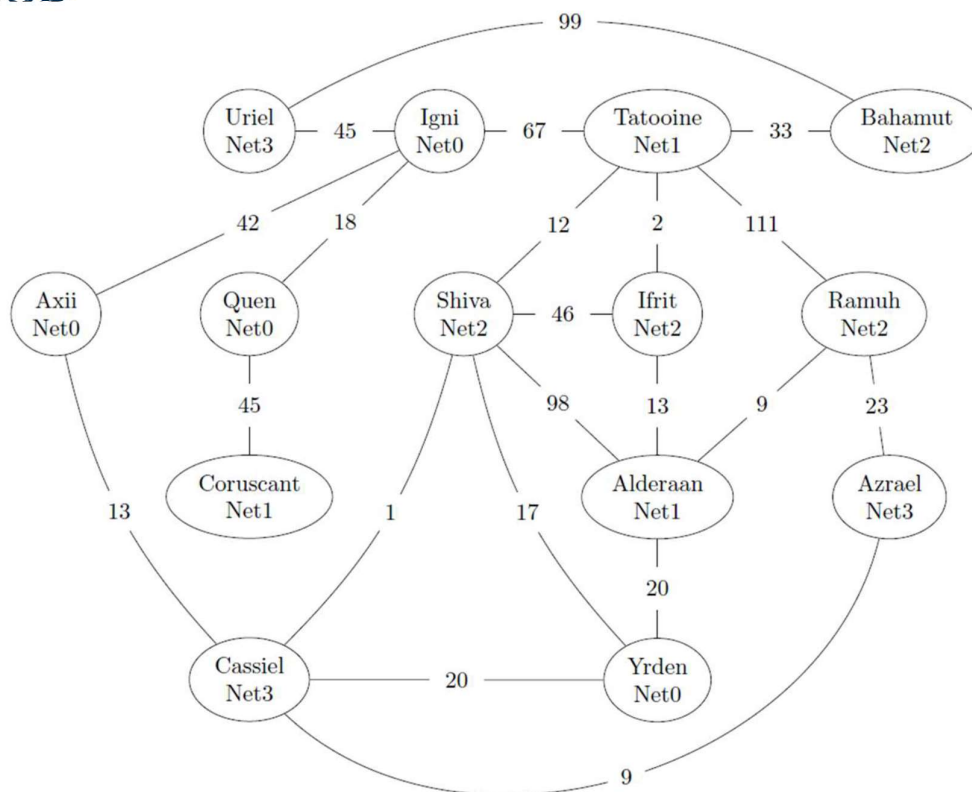 99
Uriel
Net3
45
Igni
Net0
67
Tatooine
Net1
33
Bahamut
Net2
42
18
12
2
111
Axii
Net0
Quen
Net0
Shiva
Net2
46
Ifrit
Net2
Ramuh
Net2
45
98
13
9
23
Coruscant
Net1
Alderaan
Net1
Azrael
Net3
13
1
17
20
Cassiel
Net3
20
Yrden
Net0
9